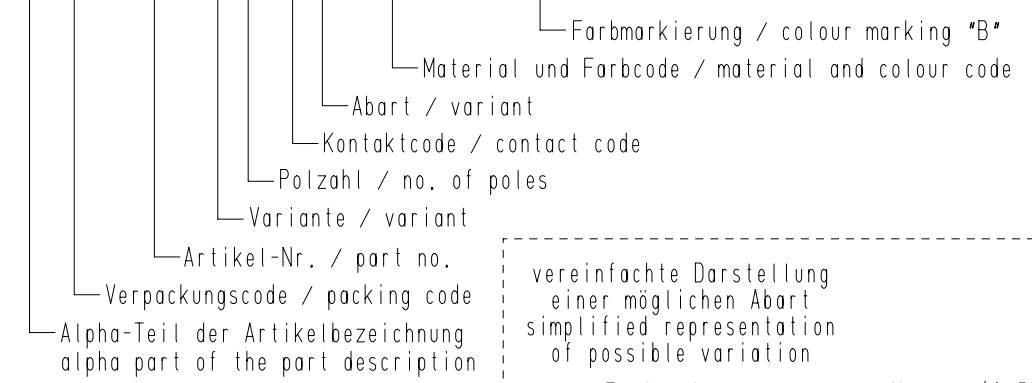 Farbmarkierung / colour marking "B"
Material und Farbcode / material and colour code
Abart / variant
Kontaktcode / contact code
Polzahl / no. of poles
Variante / variant
Artikel-Nr. / part no.
Verpackungscode / packing code
Alpha-Teil der Artikelbezeichnung
alpha part of the part description
vereinfachte Darstellung
einer möglichen Abart
simplified representation
of possible variation